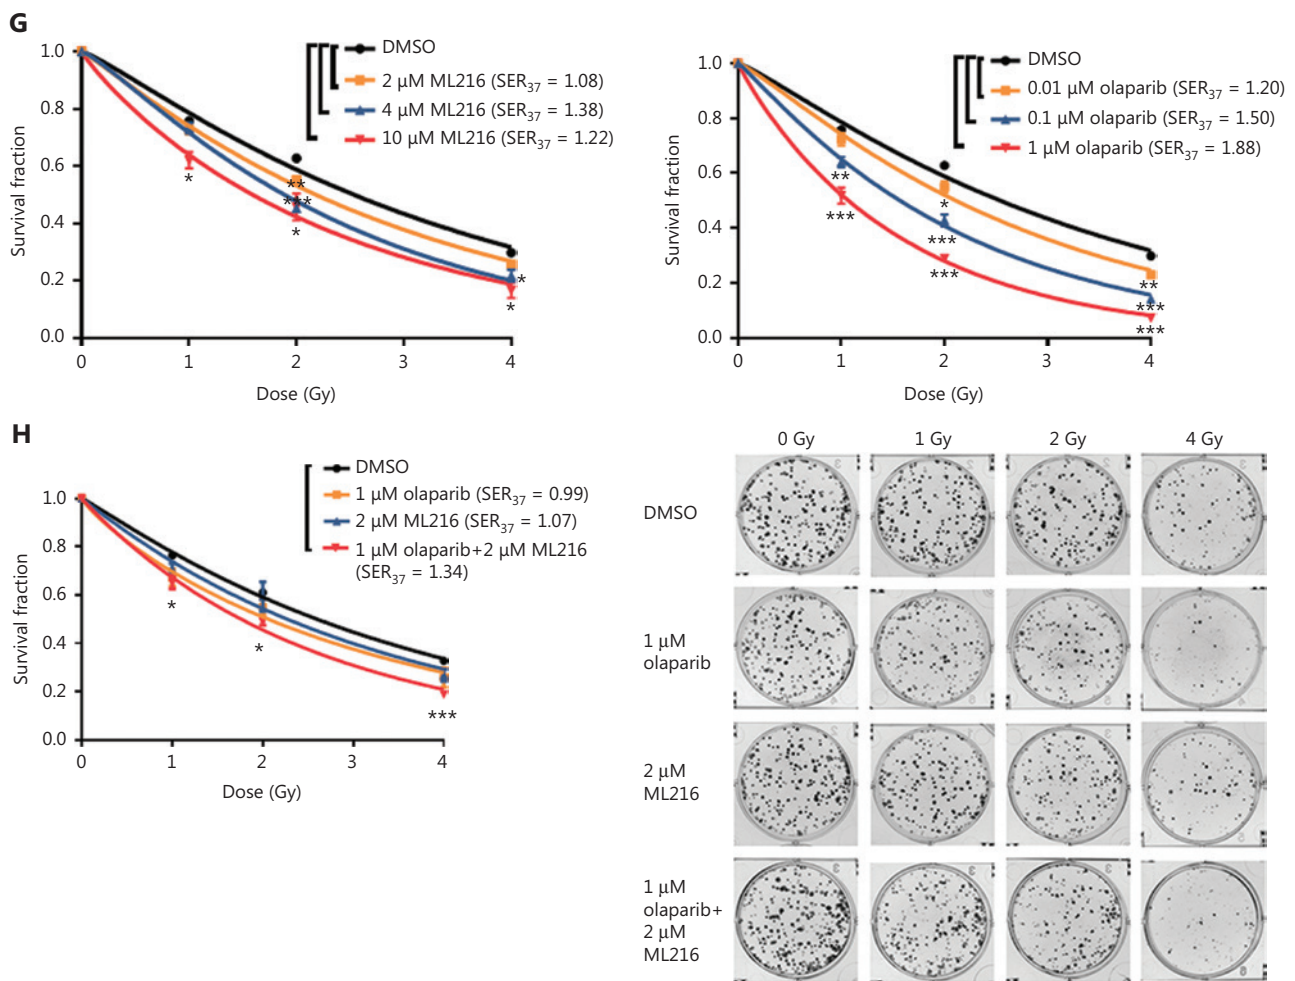 G
DMSO
2 µM ML216 (SER37 = 1.08)
4 µM ML216 (SER37 = 1.38)
10 µM ML216 (SER37 = 1.22)
Survival fraction
1.0
0.8
0.6
0.4
0.2
0.0
*
**
***
*
*
*
0 1 2 3 4
Dose (Gy)
DMSO
0.01 µM olaparib (SER37 = 1.20)
0.1 µM olaparib (SER37 = 1.50)
1 µM olaparib (SER37 = 1.88)
Survival fraction
1.0
0.8
0.6
0.4
0.2
0.0
**
***
*
***
***
**
***
***
0 1 2 3 4
Dose (Gy)
H
DMSO
1 µM olaparib (SER37 = 0.99)
2 µM ML216 (SER37 = 1.07)
1 µM olaparib+2 µM ML216
(SER37 = 1.34)
Survival fraction
1.0
0.8
0.6
0.4
0.2
0.0
*
*
***
0 1 2 3 4
Dose (Gy)
0 Gy 1 Gy 2 Gy 4 Gy
DMSO
1 µM
olaparib
2 µM
ML216
1 µM
olaparib+
2 µM
ML216